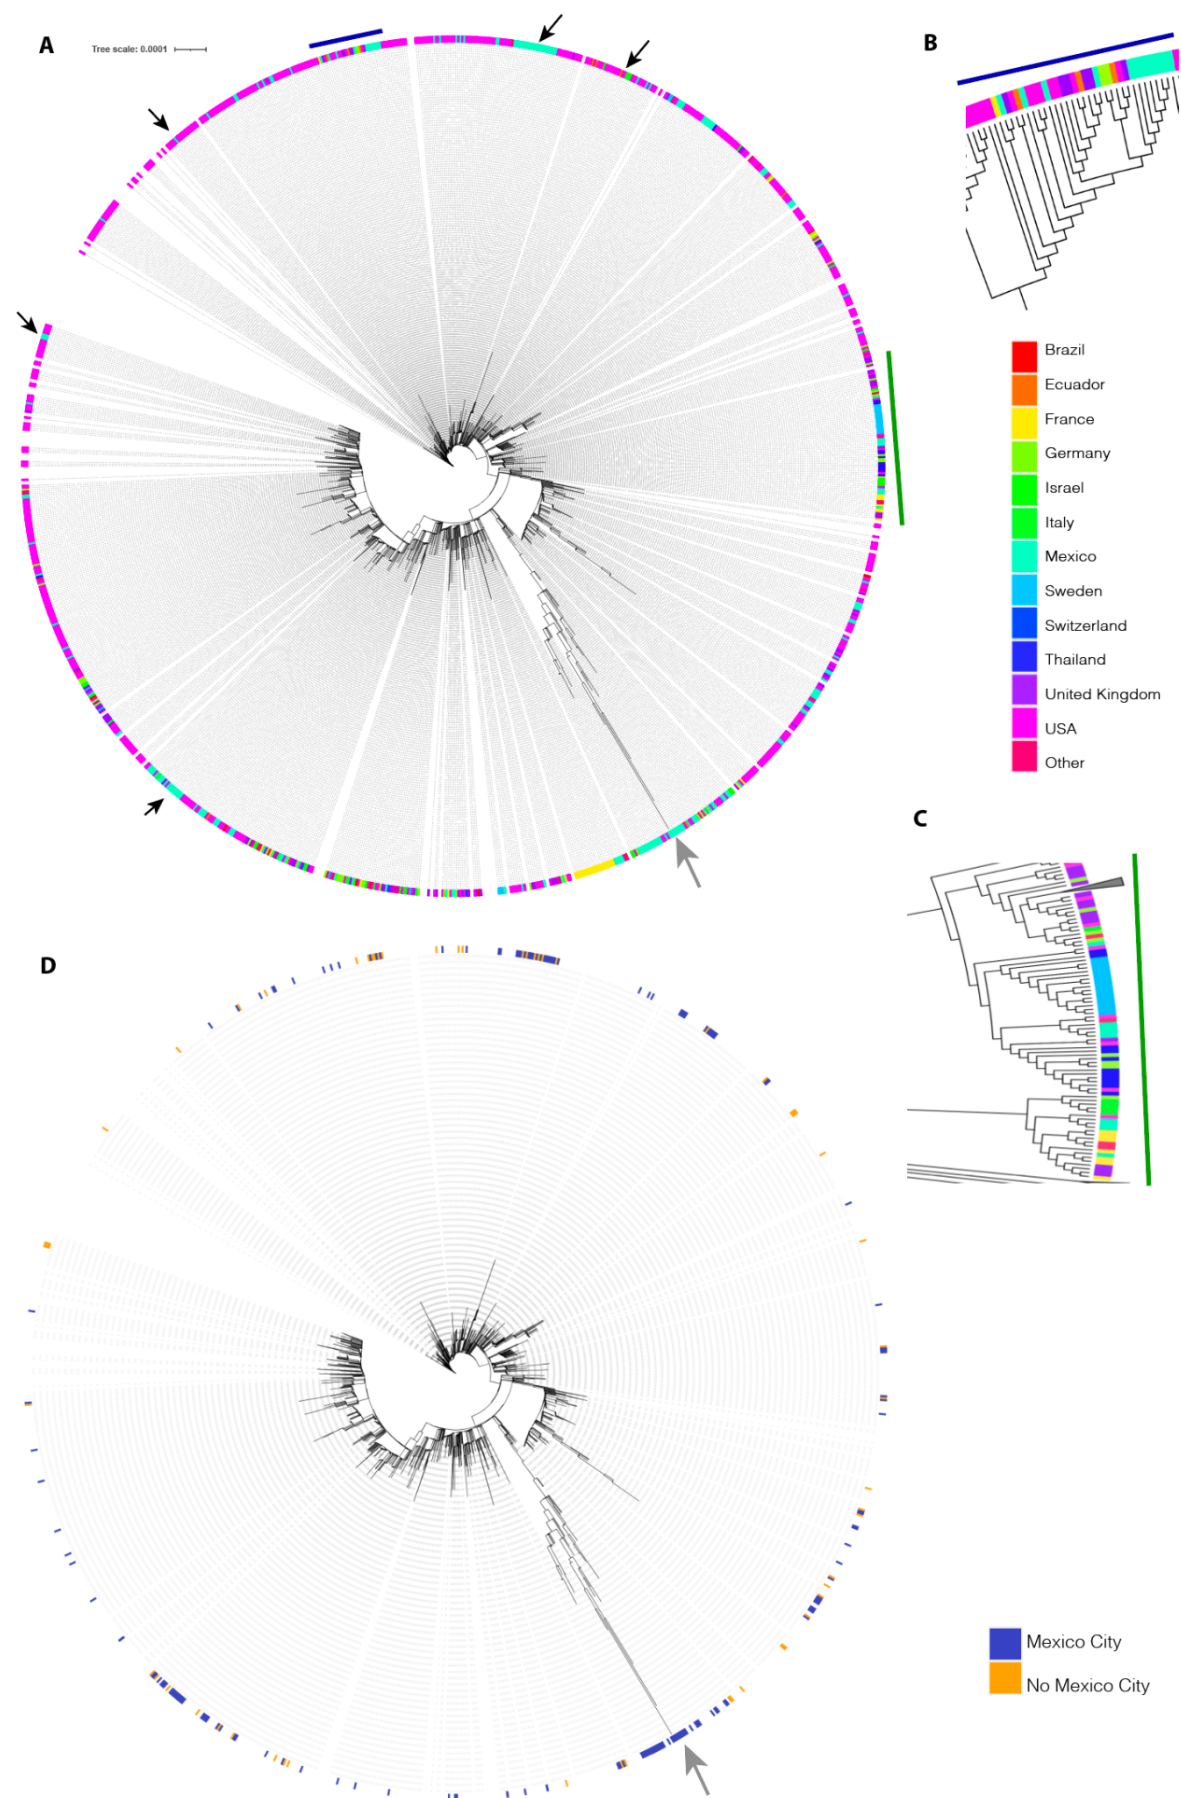 A
Tree scale: 0.0001
B
Brazil
Ecuador
France
Germany
Israel
Italy
Mexico
Sweden
Switzerland
Thailand
United Kingdom
USA
Other
C
D
Mexico City
No Mexico City